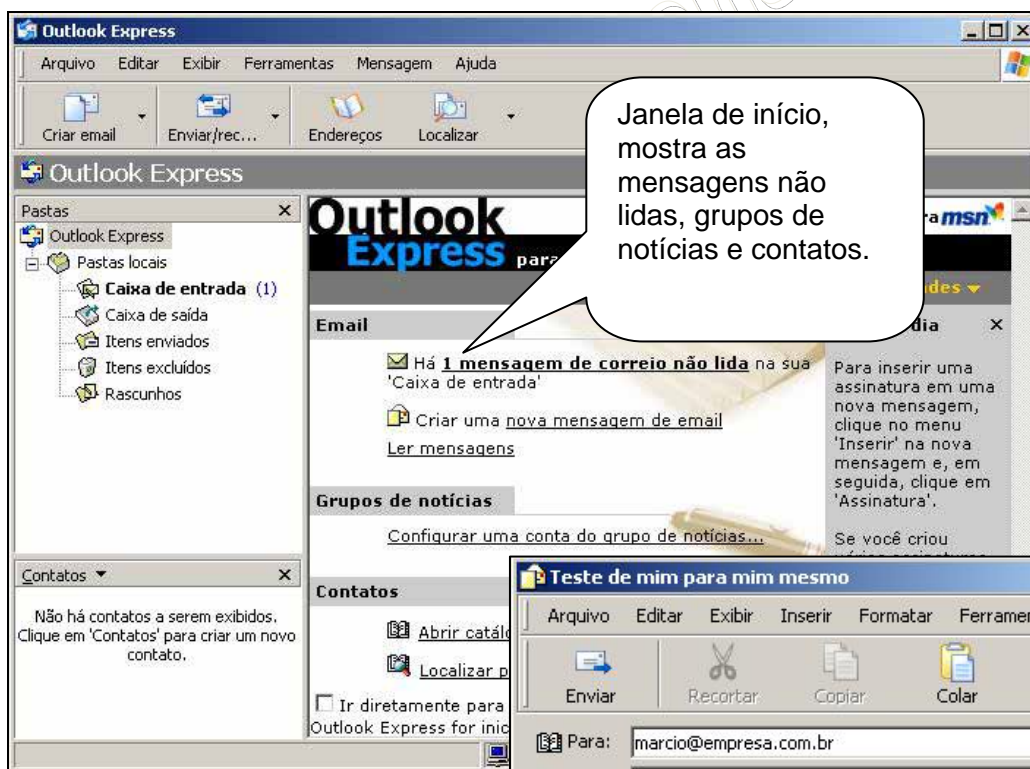 Outlook Express
Arquivo Editar Exibir Ferramentas Mensagem Ajuda
Criar email Enviar/rec... Endereços Localizar
Outlook Express
Janela de início,
mostra as
mensagens não
lidas, grupos de
notícias e contatos.
Pastas
Outlook Express
Pastas locais
Caixa de entrada (1)
Caixa de saída
Itens enviados
Itens excluídos
Rascunhos
Contatos
Não há contatos a serem exibidos.
Clique em 'Contatos' para criar um novo
contato.
Outlook
Express
msn
Email
Há 1 mensagem de correio não lida na sua
'Caixa de entrada'
Criar uma nova mensagem de email
Ler mensagens
Grupos de notícias
Configurar uma conta do grupo de notícias...
Contatos
Abrir
Localizar
Ir diretamente para
Outlook Express for
dia
Para inserir uma
assinatura em uma
nova mensagem,
clique no menu
'Inserir' na nova
mensagem e, em
seguida, clique em
'Assinatura'.
Se você criou
Teste de mim para mim mesmo
Arquivo Editar Exibir Inserir Formatar
Enviar Recortar Copiar Colar
Para: marcio@empresa.com.br